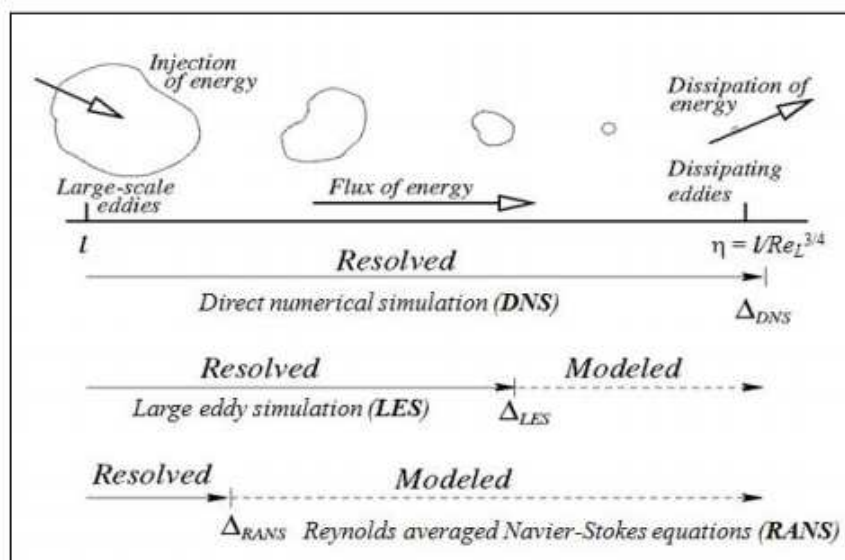 Injection
of energy
Dissipation of
energy
Large-scale
eddies
Flux of energy
Dissipating
eddies
l
η = l/Re_L^3/4
Resolved
Direct numerical simulation (DNS)
Δ_DNS
Resolved
Modeled
Large eddy simulation (LES)
Δ_LES
Resolved
Modeled
Δ_RANS
Reynolds averaged Navier-Stokes equations (RANS)